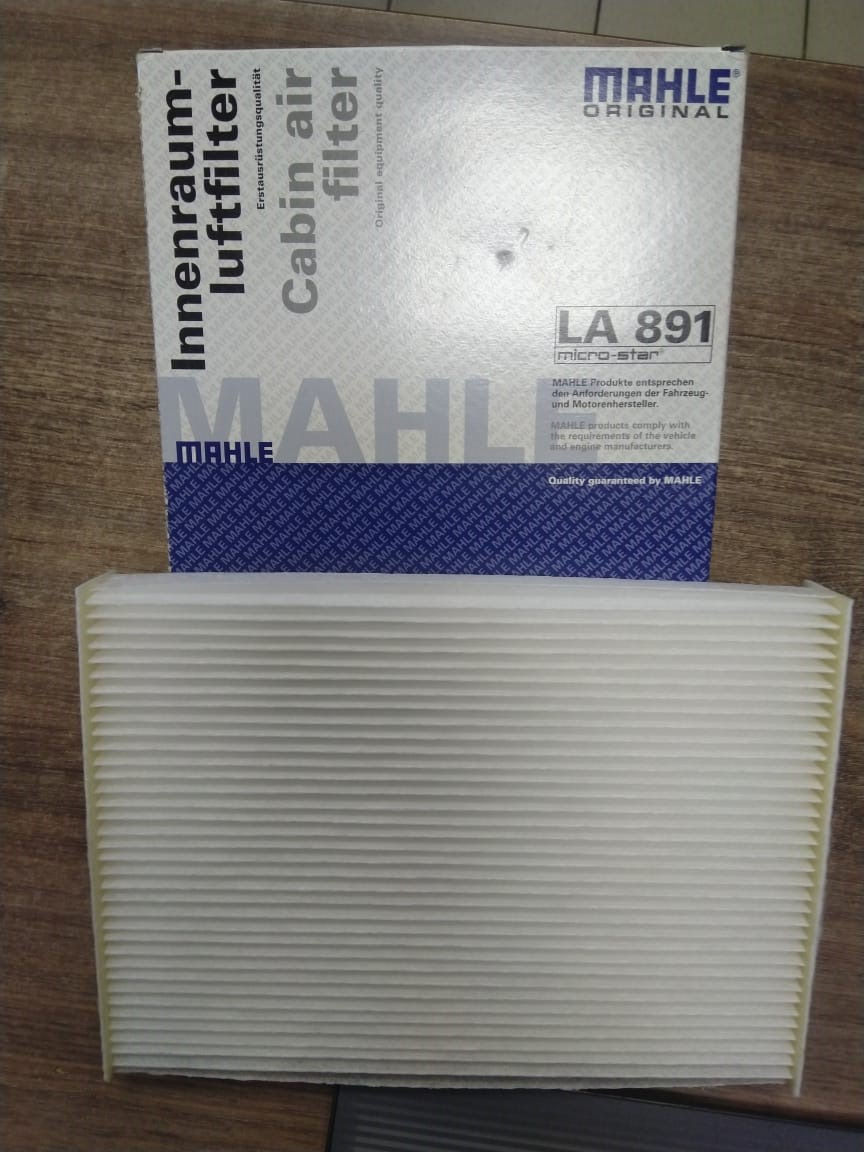 MAHLE®
ORIGINAL
Innenraum-
luftfilter
Erstausrüstungsqualität
Cabin air
filter
Original equipment quality
LA 891
micro-star®
MAHLE Produkte entsprechen
den Anforderungen der Fahrzeug-
und Motorenhersteller.
MAHLE products comply with
the requirements of the vehicle
and engine manufacturers.
MAHLE
MAHLE
Quality guaranteed by MAHLE